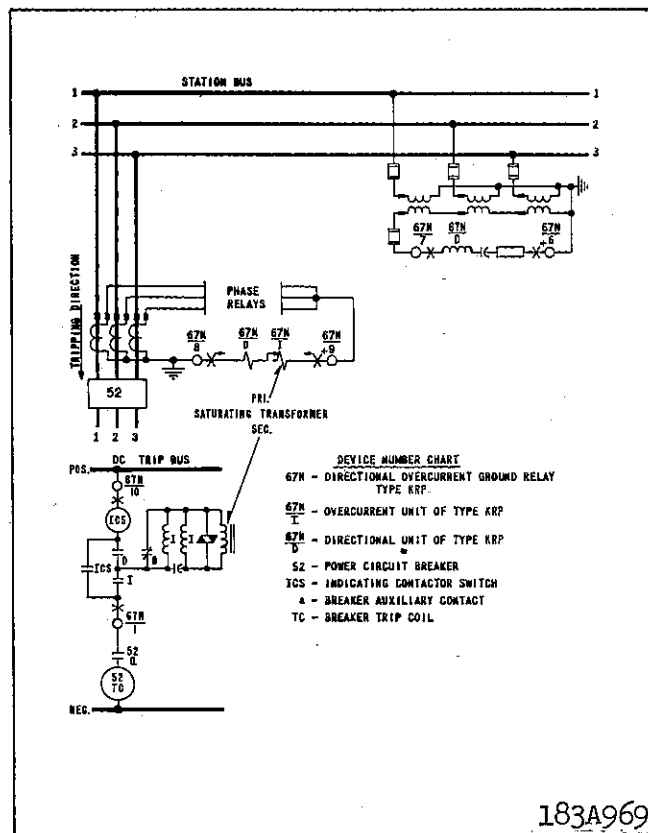 STATION BUS
1 1
2 2
3 3
67N 7
67N D
67N +6
TRIPPING DIRECTION
PHASE RELAYS
67N 8
67N D
67N I
67N +9
52
PRI.
SATURATING TRANSFORMER
SEC.
1 2 3
DC TRIP BUS
POS.
67N 10
ICS
ICS
D
I
D
I
I
67N 1
52 a
52 TC
NEG.
DEVICE NUMBER CHART
67N - DIRECTIONAL OVERCURRENT GROUND RELAY
TYPE KRP
67N I - OVERCURRENT UNIT OF TYPE KRP
67N D - DIRECTIONAL UNIT OF TYPE KRP
52 - POWER CIRCUIT BREAKER
ICS - INDICATING CONTACTOR SWITCH
a - BREAKER AUXILIARY CONTACT
TC - BREAKER TRIP COIL
183A969